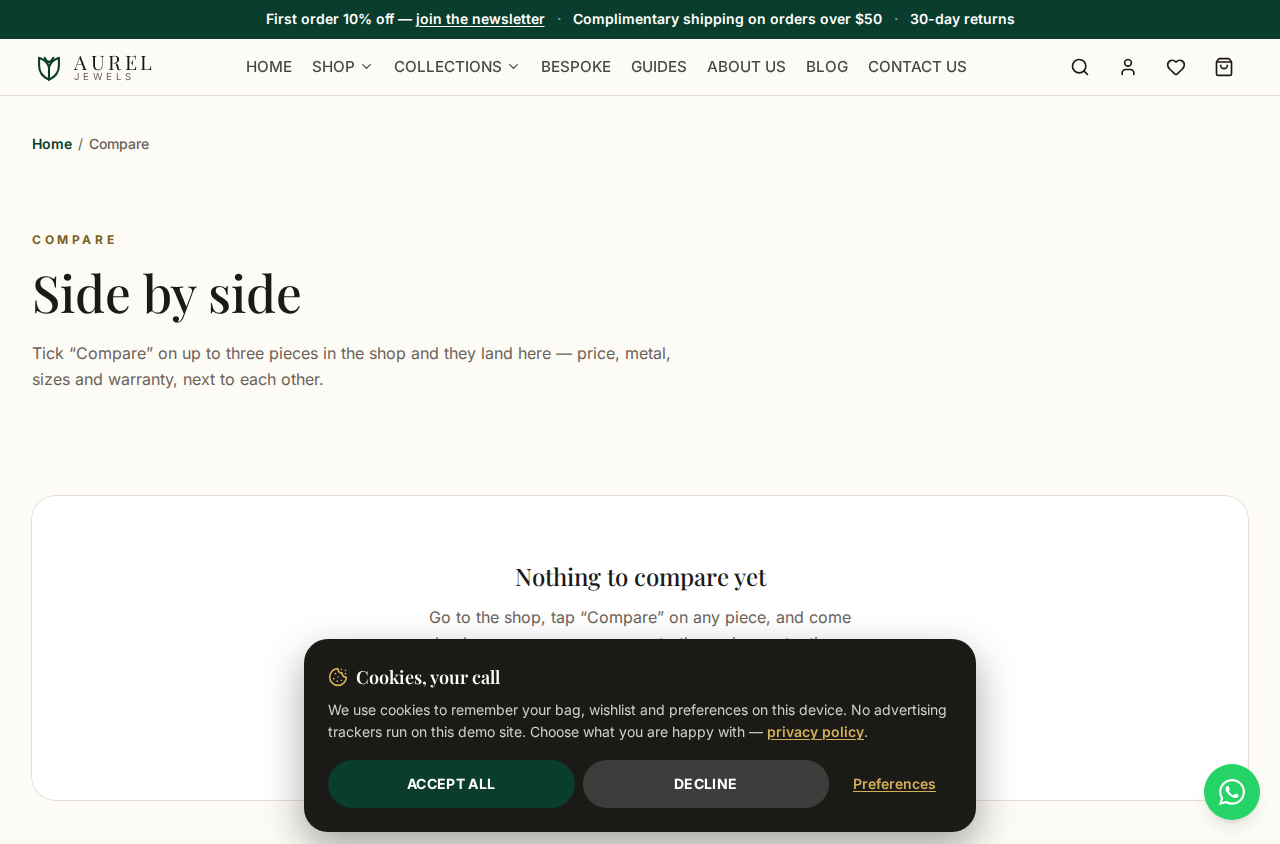 First order 10% off — join the newsletter · Complimentary shipping on orders over $50 · 30-day returns
AUREL
JEWELS
HOME SHOP COLLECTIONS BESPOKE GUIDES ABOUT US BLOG CONTACT US
Home / Compare
COMPARE
Side by side
Tick “Compare” on up to three pieces in the shop and they land here — price, metal,
sizes and warranty, next to each other.
Nothing to compare yet
Go to the shop, tap “Compare” on any piece, and come
Cookies, your call
We use cookies to remember your bag, wishlist and preferences on this device. No advertising
trackers run on this demo site. Choose what you are happy with — privacy policy.
ACCEPT ALL DECLINE Preferences